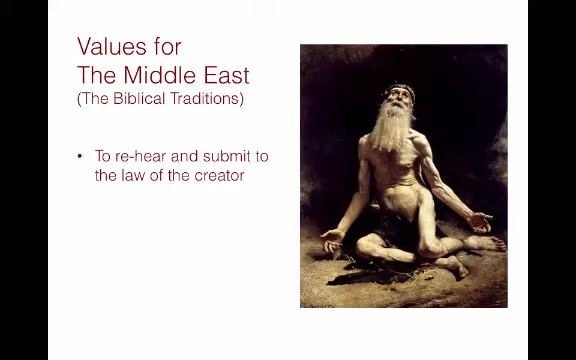 Values for
The Middle East
(The Biblical Traditions)
• To re-hear and submit to
the law of the creator